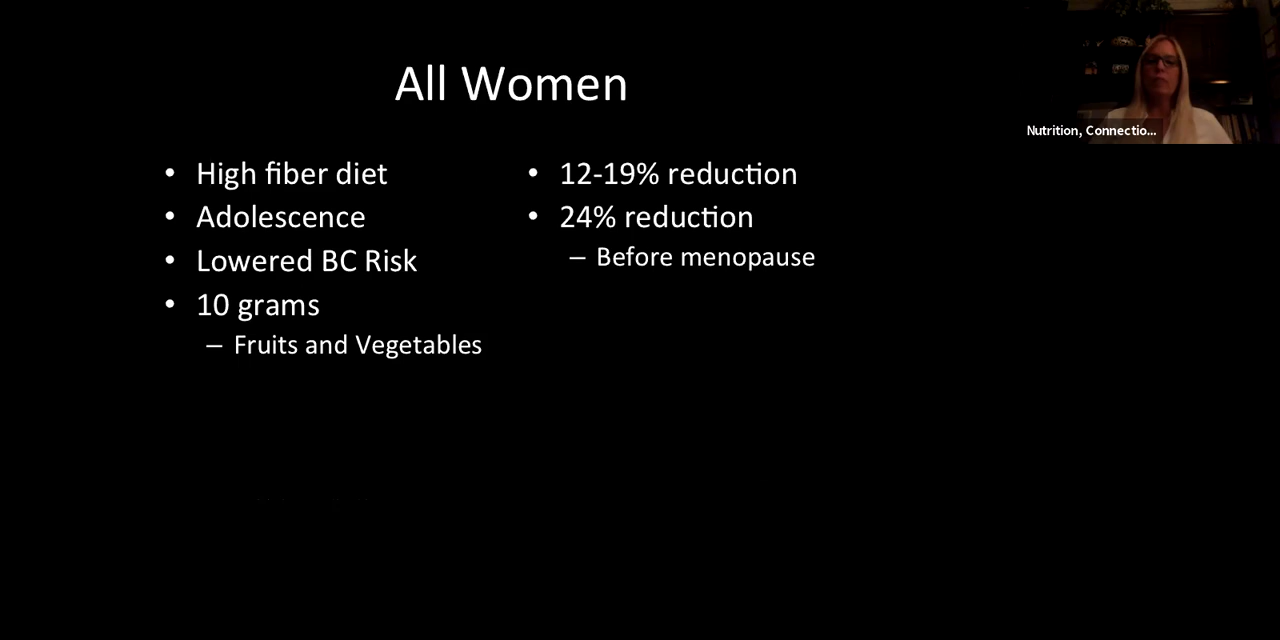 All Women
• High fiber diet
• Adolescence
• Lowered BC Risk
• 10 grams
– Fruits and Vegetables
• 12-19% reduction
• 24% reduction
– Before menopause
Nutrition, Connectio...